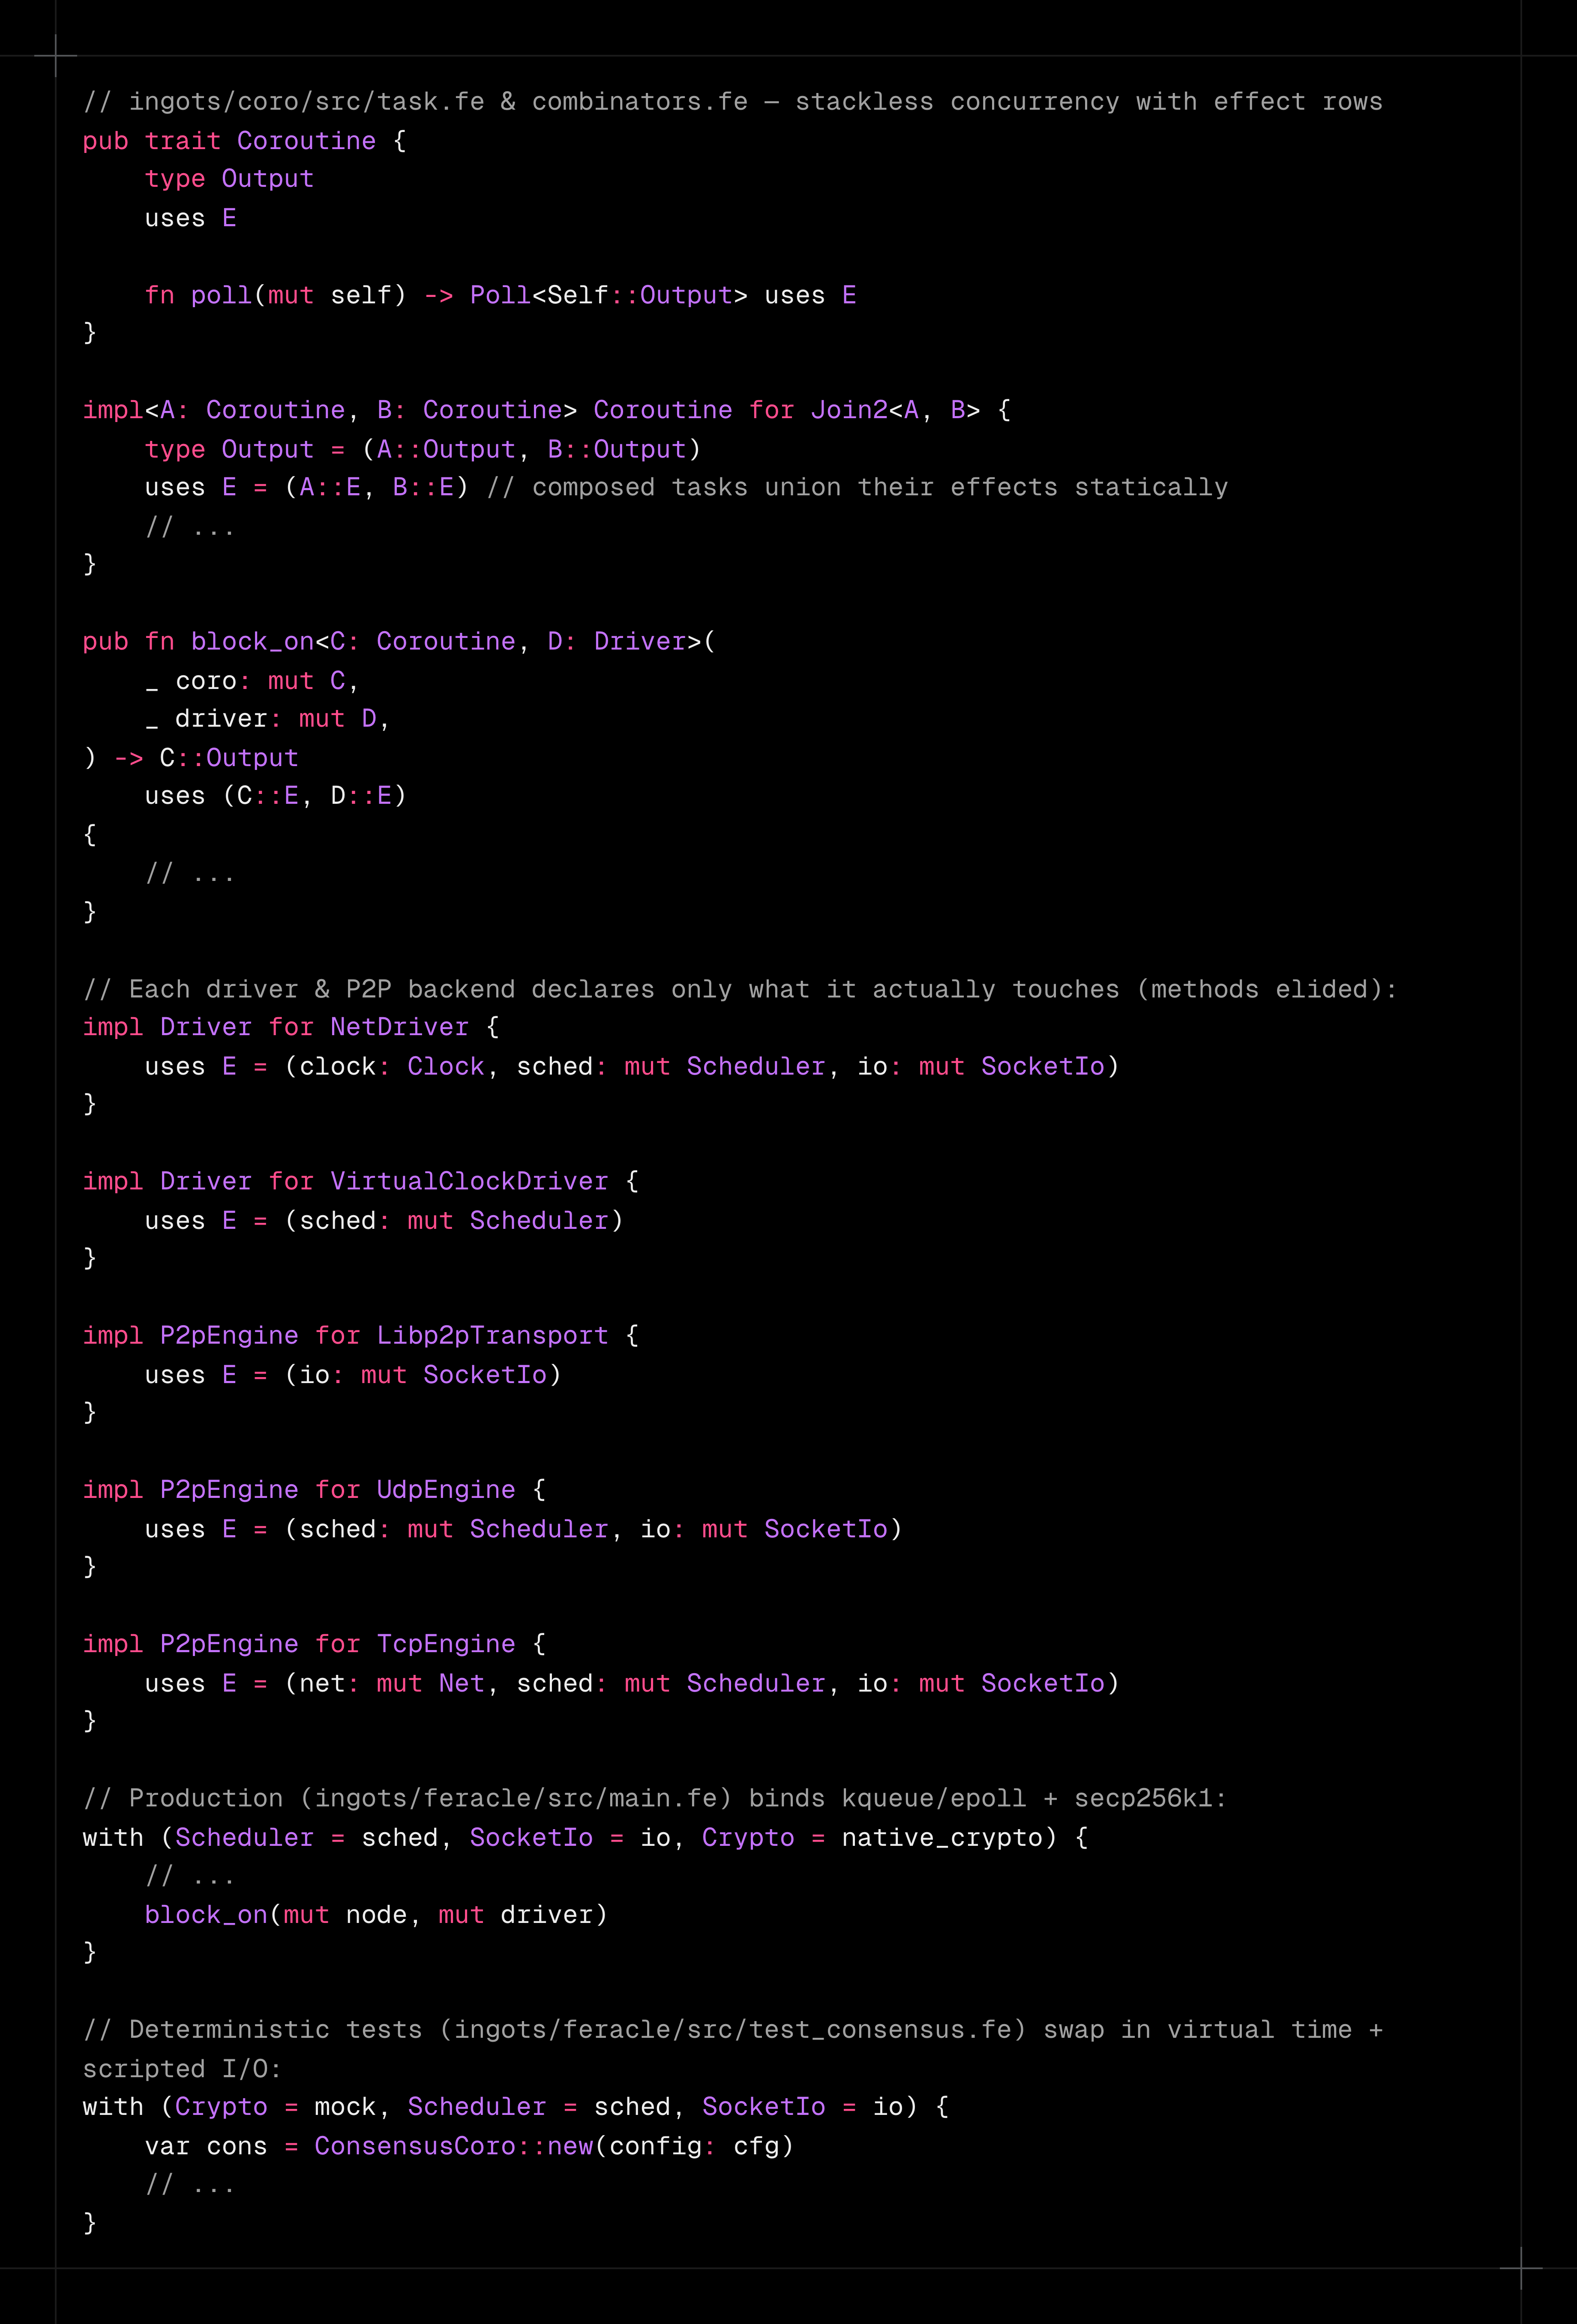 // ingots/coro/src/task.fe & combinators.fe — stackless concurrency with effect rows
pub trait Coroutine {
    type Output
    uses E

    fn poll(mut self) -> Poll<Self::Output> uses E
}

impl<A: Coroutine, B: Coroutine> Coroutine for Join2<A, B> {
    type Output = (A::Output, B::Output)
    uses E = (A::E, B::E) // composed tasks union their effects statically
    // ...
}

pub fn block_on<C: Coroutine, D: Driver>(
    _ coro: mut C,
    _ driver: mut D,
) -> C::Output
    uses (C::E, D::E)
{
    // ...
}

// Each driver & P2P backend declares only what it actually touches (methods elided):
impl Driver for NetDriver {
    uses E = (clock: Clock, sched: mut Scheduler, io: mut SocketIo)
}

impl Driver for VirtualClockDriver {
    uses E = (sched: mut Scheduler)
}

impl P2pEngine for Libp2pTransport {
    uses E = (io: mut SocketIo)
}

impl P2pEngine for UdpEngine {
    uses E = (sched: mut Scheduler, io: mut SocketIo)
}

impl P2pEngine for TcpEngine {
    uses E = (net: mut Net, sched: mut Scheduler, io: mut SocketIo)
}

// Production (ingots/feracle/src/main.fe) binds kqueue/epoll + secp256k1:
with (Scheduler = sched, SocketIo = io, Crypto = native_crypto) {
    // ...
    block_on(mut node, mut driver)
}

// Deterministic tests (ingots/feracle/src/test_consensus.fe) swap in virtual time +
scripted I/O:
with (Crypto = mock, Scheduler = sched, SocketIo = io) {
    var cons = ConsensusCoro::new(config: cfg)
    // ...
}